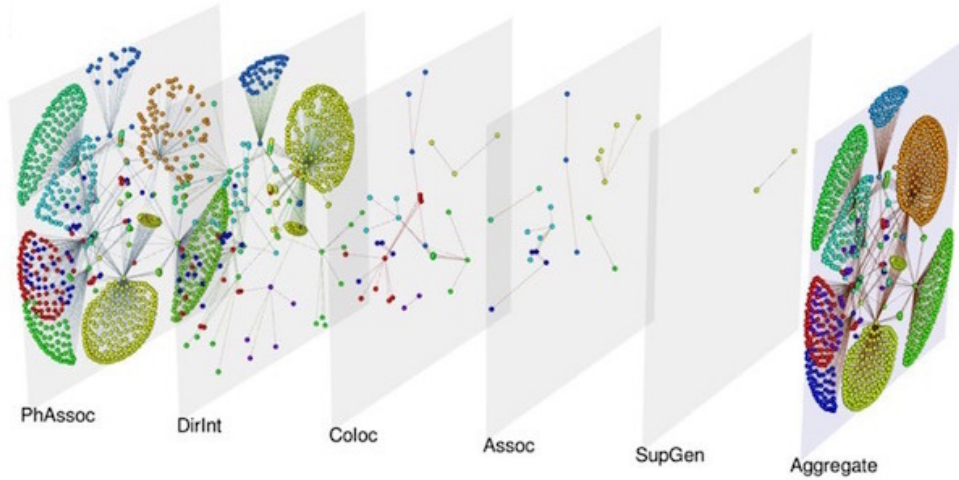 PhAssoc
DirInt
Coloc
Assoc
SupGen
Aggregate